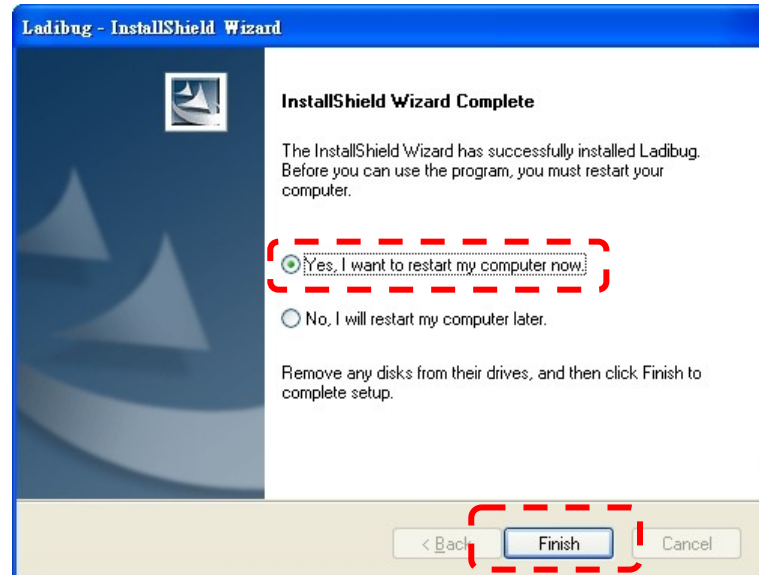 Ladibug - InstallShield Wizard
InstallShield Wizard Complete
The InstallShield Wizard has successfully installed Ladibug.
Before you can use the program, you must restart your
computer.
Yes, I want to restart my computer now.
No, I will restart my computer later.
Remove any disks from their drives, and then click Finish to
complete setup.
< Back
Finish
Cancel